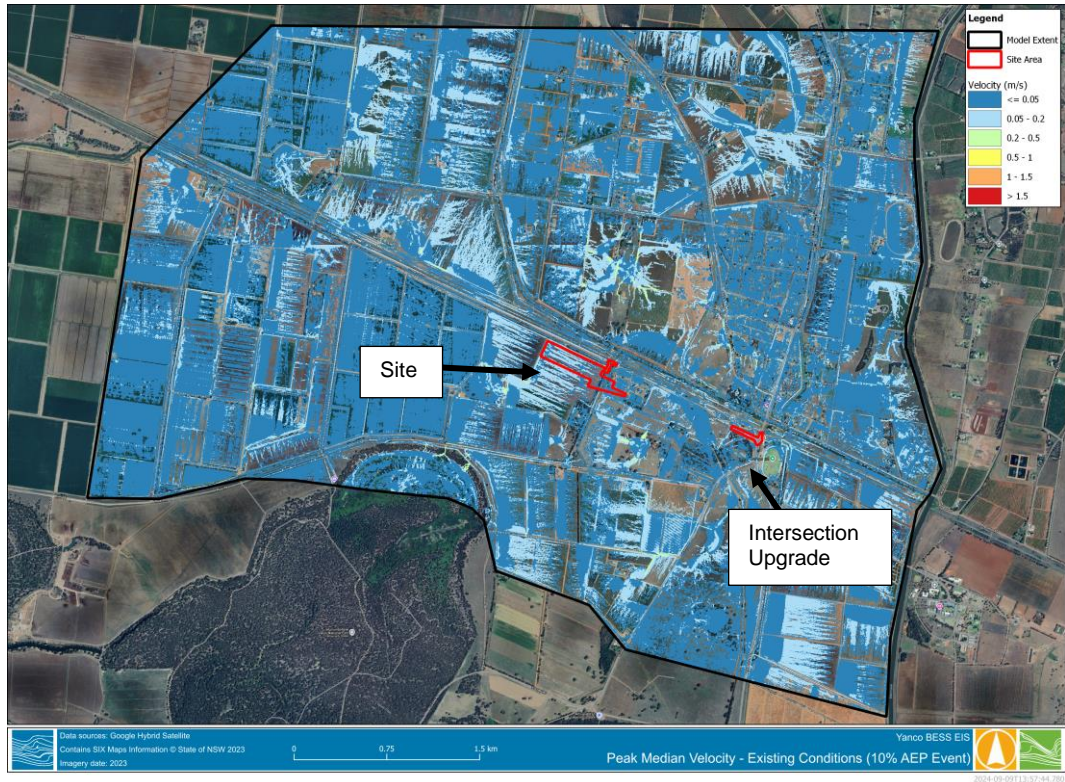 Legend
Model Extent
Site Area
Velocity (m/s)
<= 0.05
0.05 - 0.2
0.2 - 0.5
0.5 - 1
1 - 1.5
> 1.5
Site
Intersection
Upgrade
Data sources: Google Hybrid Satellite
Contains SIX Maps Information © State of NSW 2023
Imagery date: 2023
0 0.75 1.5 km
Yanco BESS EIS
Peak Median Velocity - Existing Conditions (10% AEP Event)
2024-09-09T13:57:44.780